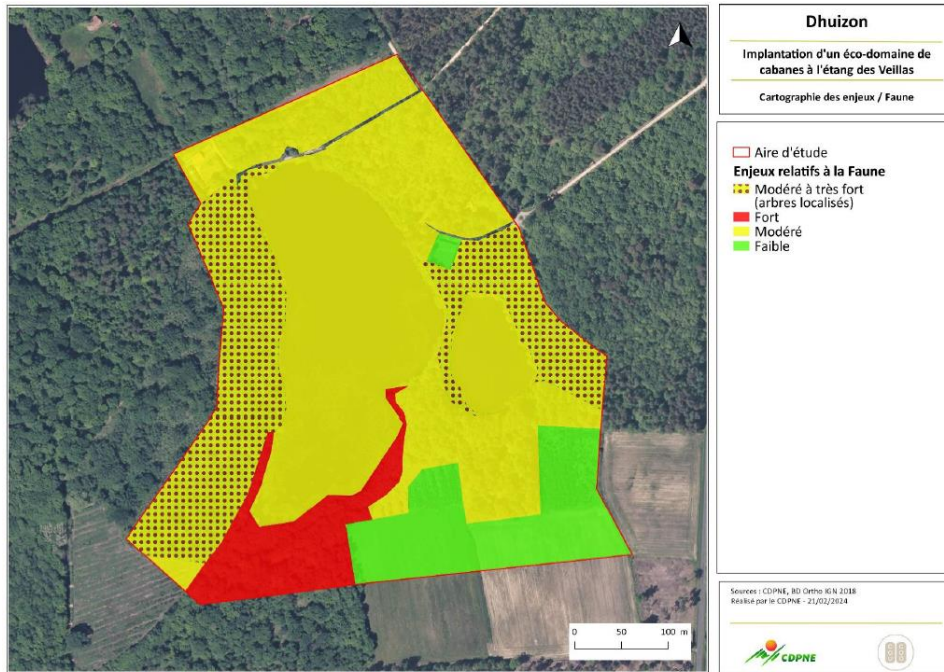 Dhuizon
Implantation d'un éco-domaine de
cabanes à l'étang des Veillas
Cartographie des enjeux / Faune
Aire d'étude
Enjeux relatifs à la Faune
Modéré à très fort
(arbres localisés)
Fort
Modéré
Faible
0 50 100 m
Sources : CDPNE, BD Ortho IGN 2018
Réalisé par le CDPNE - 21/02/2024
CDPNE